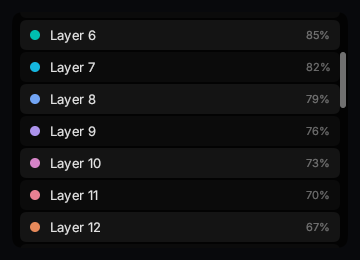 Layer 6 85%
Layer 7 82%
Layer 8 79%
Layer 9 76%
Layer 10 73%
Layer 11 70%
Layer 12 67%